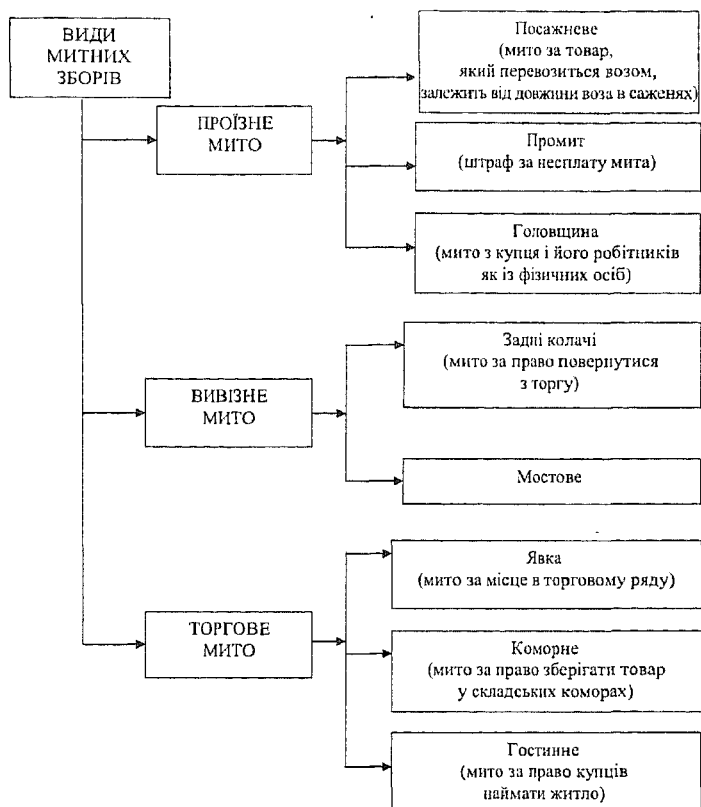 ВИДИ
МИТНИХ
ЗБОРІВ
ПРОЇЗНЕ
МИТО
Посажневе
(мито за товар,
який перевозиться возом,
залежить від довжини воза в саженях)
Промит
(штраф за несплату мита)
Головщина
(мито з купця і його робітників
як із фізичних осіб)
ВИВІЗНЕ
МИТО
Задні колачі
(мито за право повернутися
з торгу)
Мостове
ТОРГОВЕ
МИТО
Явка
(мито за місце в торговому ряду)
Коморне
(мито за право зберігати товар
у складських коморах)
Гостинне
(мито за право купців
наймати житло)